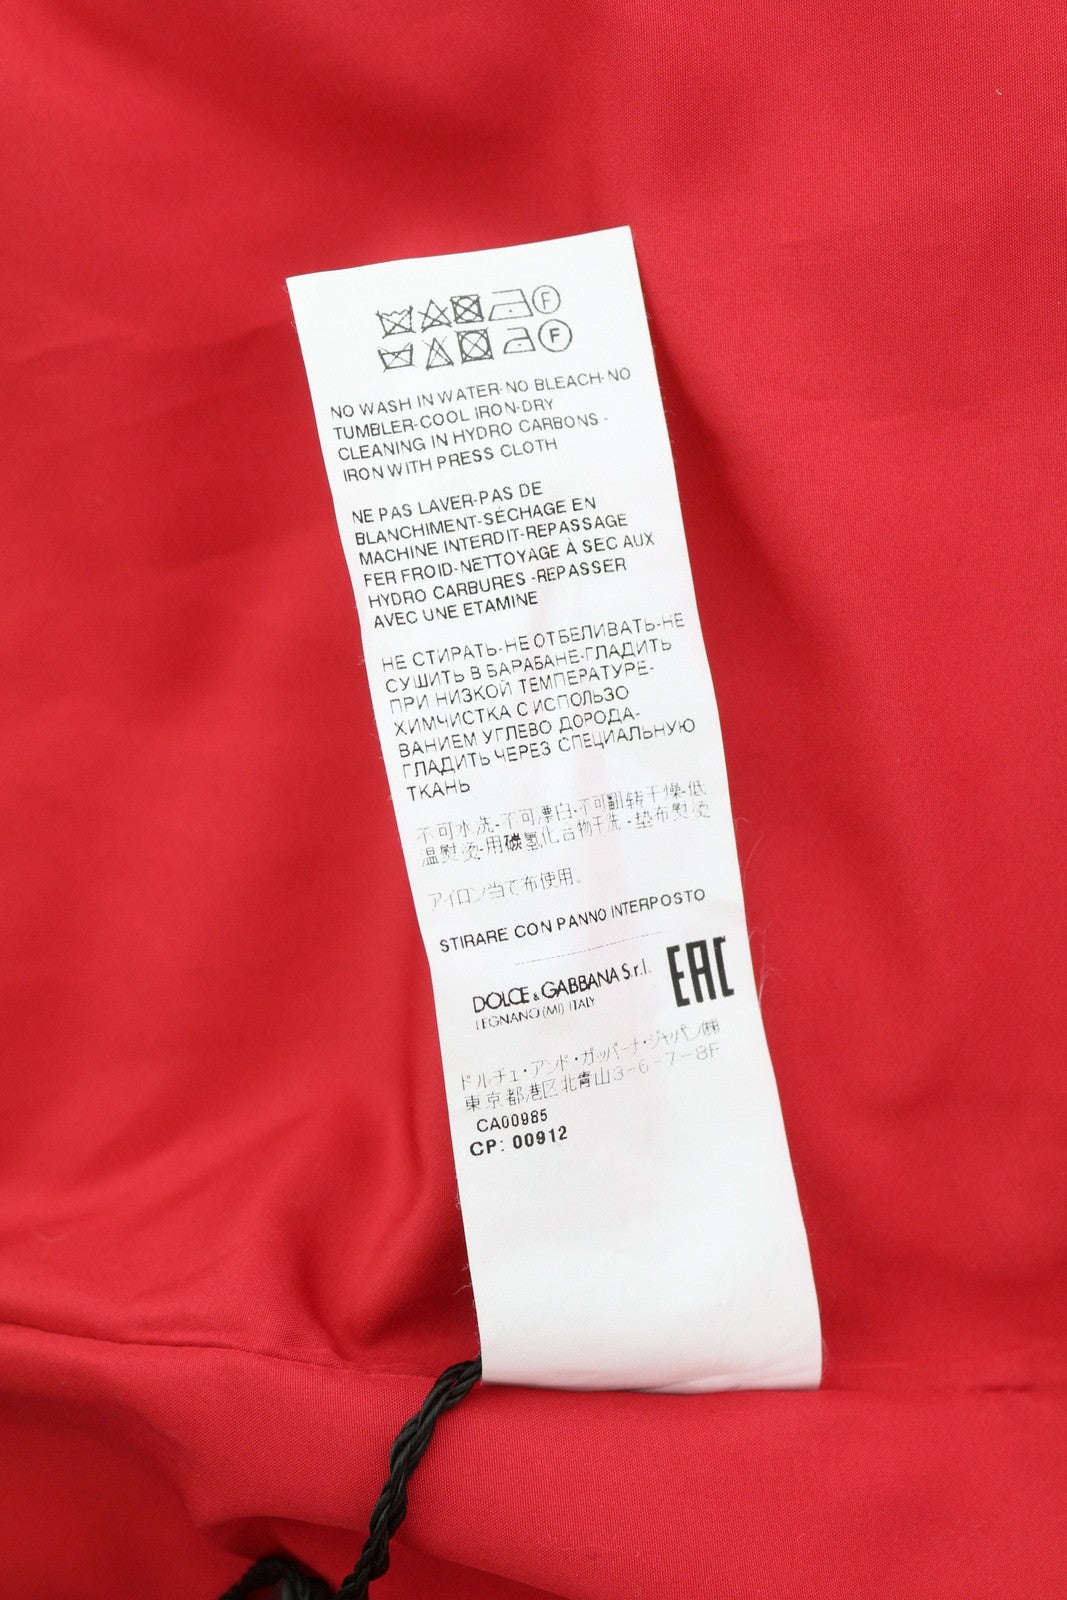 F
F
NO WASH IN WATER-NO BLEACH-NO
TUMBLER-COOL IRON-DRY
CLEANING IN HYDRO CARBONS -
IRON WITH PRESS CLOTH
NE PAS LAVER-PAS DE
BLANCHIMENT-SÉCHAGE EN
MACHINE INTERDIT-REPASSAGE
FER FROID-NETTOYAGE À SEC AUX
HYDRO CARBURES -REPASSER
AVEC UNE ETAMINE
НЕ СТИРАТЬ-НЕ ОТБЕЛИВАТЬ-НЕ
СУШИТЬ В БАРАБАНЕ-ГЛАДИТЬ
ПРИ НИЗКОЙ ТЕМПЕРАТУРЕ-
ХИМЧИСТКА С ИСПОЛЬЗО
ВАНИЕМ УГЛЕВО ДОРОДА-
ГЛАДИТЬ ЧЕРЕЗ СПЕЦИАЛЬНУЮ
ТКАНЬ
不可水洗-不可漂白-不可翻转干燥-低
温熨烫-用碳氢化合物干洗-垫布熨烫
アイロン当て布使用。
STIRARE CON PANNO INTERPOSTO
DOLCE & GABBANA S.r.l.
LEGNANO (MI) ITALY
EAC
ドルチェ・アンド・ガッバーナ・ジャパン㈱
東京都港区北青山3-6-7-8F
CA00985
CP: 00912